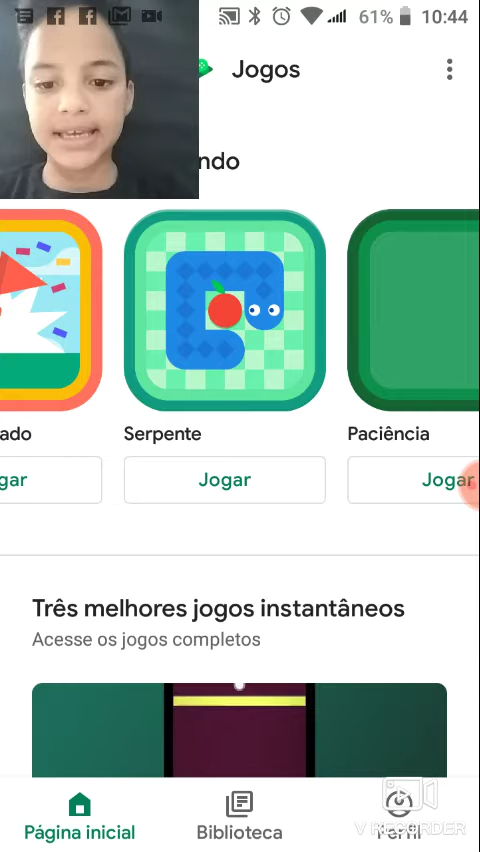 61% 10:44
Jogos
ndo
ado
Serpente
Paciência
gar
Jogar
Jogar
Três melhores jogos instantâneos
Acesse os jogos completos
Página inicial
Biblioteca
Perfil
V RECORDER